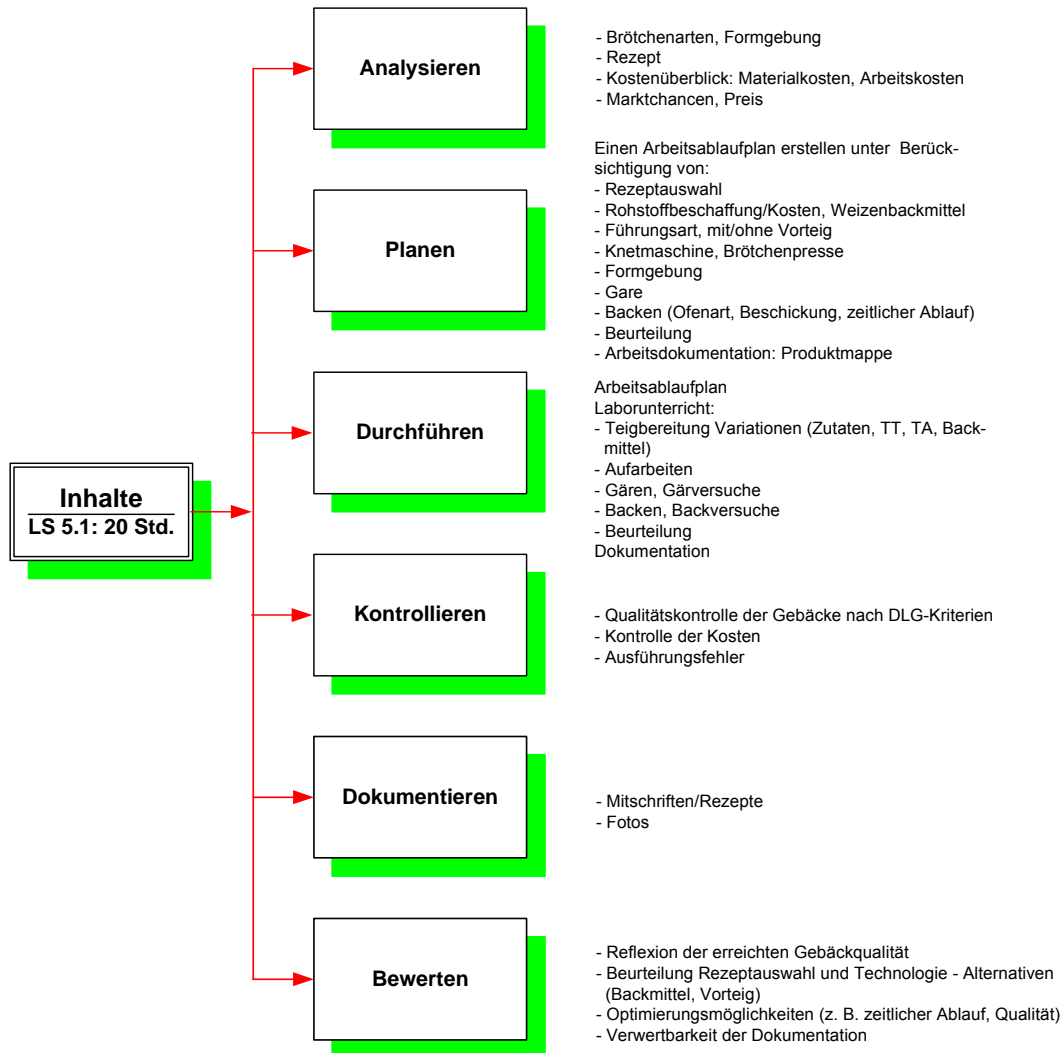 Analysieren
- Brötchenarten, Formgebung
- Rezept
- Kostenüberblick: Materialkosten, Arbeitskosten
- Marktchancen, Preis
Planen
Einen Arbeitsablaufplan erstellen unter Berück-
sichtigung von:
- Rezeptauswahl
- Rohstoffbeschaffung/Kosten, Weizenbackmittel
- Führungsart, mit/ohne Vorteig
- Knetmaschine, Brötchenpresse
- Formgebung
- Gare
- Backen (Ofenart, Beschickung, zeitlicher Ablauf)
- Beurteilung
- Arbeitsdokumentation: Produktmappe
Durchführen
Arbeitsablaufplan
Laborunterricht:
- Teigbereitung Variationen (Zutaten, TT, TA, Back-
mittel)
- Aufarbeiten
- Gären, Gärversuche
- Backen, Backversuche
- Beurteilung
Dokumentation
Inhalte
LS 5.1: 20 Std.
Kontrollieren
- Qualitätskontrolle der Gebäcke nach DLG-Kriterien
- Kontrolle der Kosten
- Ausführungsfehler
Dokumentieren
- Mitschriften/Rezepte
- Fotos
Bewerten
- Reflexion der erreichten Gebäckqualität
- Beurteilung Rezeptauswahl und Technologie - Alternativen
(Backmittel, Vorteig)
- Optimierungsmöglichkeiten (z. B. zeitlicher Ablauf, Qualität)
- Verwertbarkeit der Dokumentation